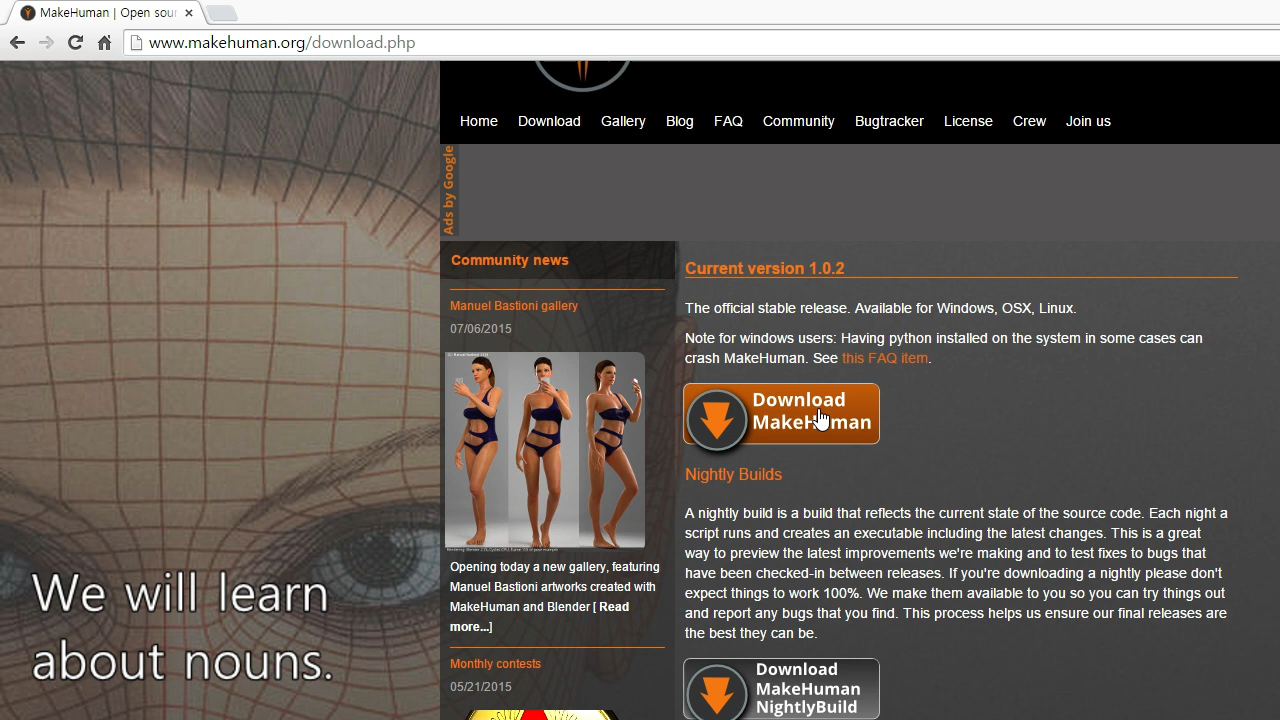 MakeHuman | Open sour
www.makehuman.org/download.php
Home Download Gallery Blog FAQ Community Bugtracker License Crew Join us
Ads by Google
Community news
Manuel Bastioni gallery
07/06/2015
Opening today a new gallery, featuring
Manuel Bastioni artworks created with
MakeHuman and Blender [ Read
more...]
Monthly contests
05/21/2015
Current version 1.0.2
The official stable release. Available for Windows, OSX, Linux.
Note for windows users: Having python installed on the system in some cases can
crash MakeHuman. See this FAQ item.
Download
MakeHuman
Nightly Builds
A nightly build is a build that reflects the current state of the source code. Each night a
script runs and creates an executable including the latest changes. This is a great
way to preview the latest improvements we're making and to test fixes to bugs that
have been checked-in between releases. If you're downloading a nightly please don't
expect things to work 100%. We make them available to you so you can try things out
and report any bugs that you find. This process helps us ensure our final releases are
the best they can be.
Download
MakeHuman
NightlyBuild
We will learn
about nouns.